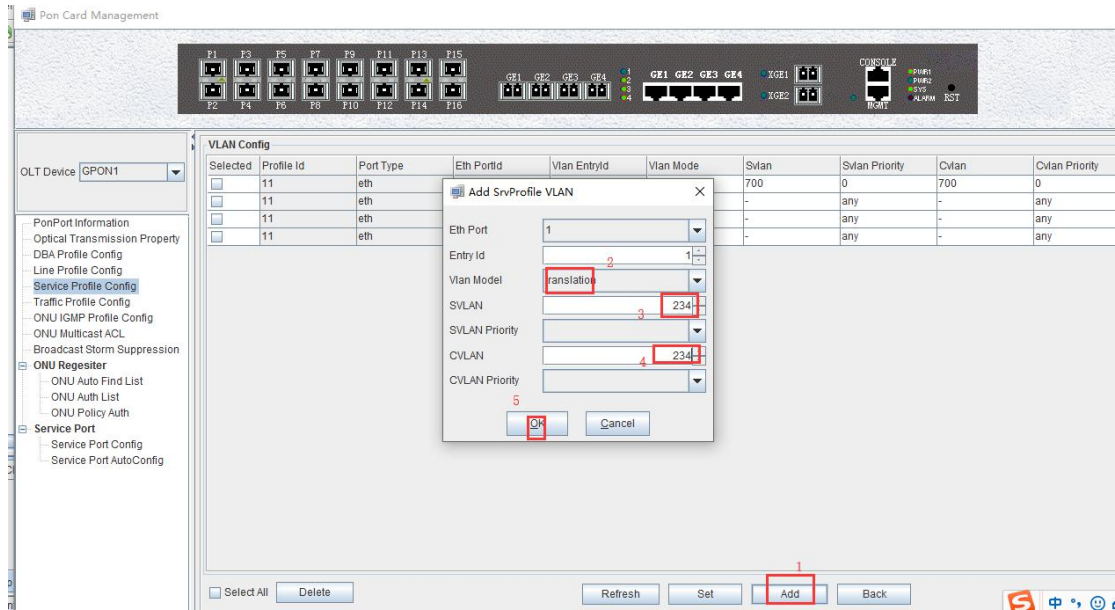 Pon Card Management
P1 P3 P5 P7 P9 P11 P13 P15
P2 P4 P6 P8 P10 P12 P14 P16
GE1 GE2 GE3 GE4
1
2
3
4
GE1 GE2 GE3 GE4
XGE1
XGE2
CONSOLE
MGMT
PWR1
PWR2
SYS
ALARM
RST
OLT Device GPON1
PonPort Information
Optical Transmission Property
DBA Profile Config
Line Profile Config
Service Profile Config
Traffic Profile Config
ONU IGMP Profile Config
ONU Multicast ACL
Broadcast Storm Suppression
ONU Regesiter
ONU Auto Find List
ONU Auth List
ONU Policy Auth
Service Port
Service Port Config
Service Port AutoConfig
VLAN Config
Selected Profile Id Port Type Eth PortId Vlan EntryId Vlan Mode Svlan Svlan Priority Cvlan Cvlan Priority
11 eth 700 0 700 0
11 eth - any - any
11 eth - any - any
11 eth - any - any
Add SrvProfile VLAN
Eth Port 1
Entry Id 1
2
Vlan Model translation
SVLAN 234
3
SVLAN Priority
CVLAN 234
4
CVLAN Priority
5
OK Cancel
1
Select All Delete Refresh Set Add Back
S 中